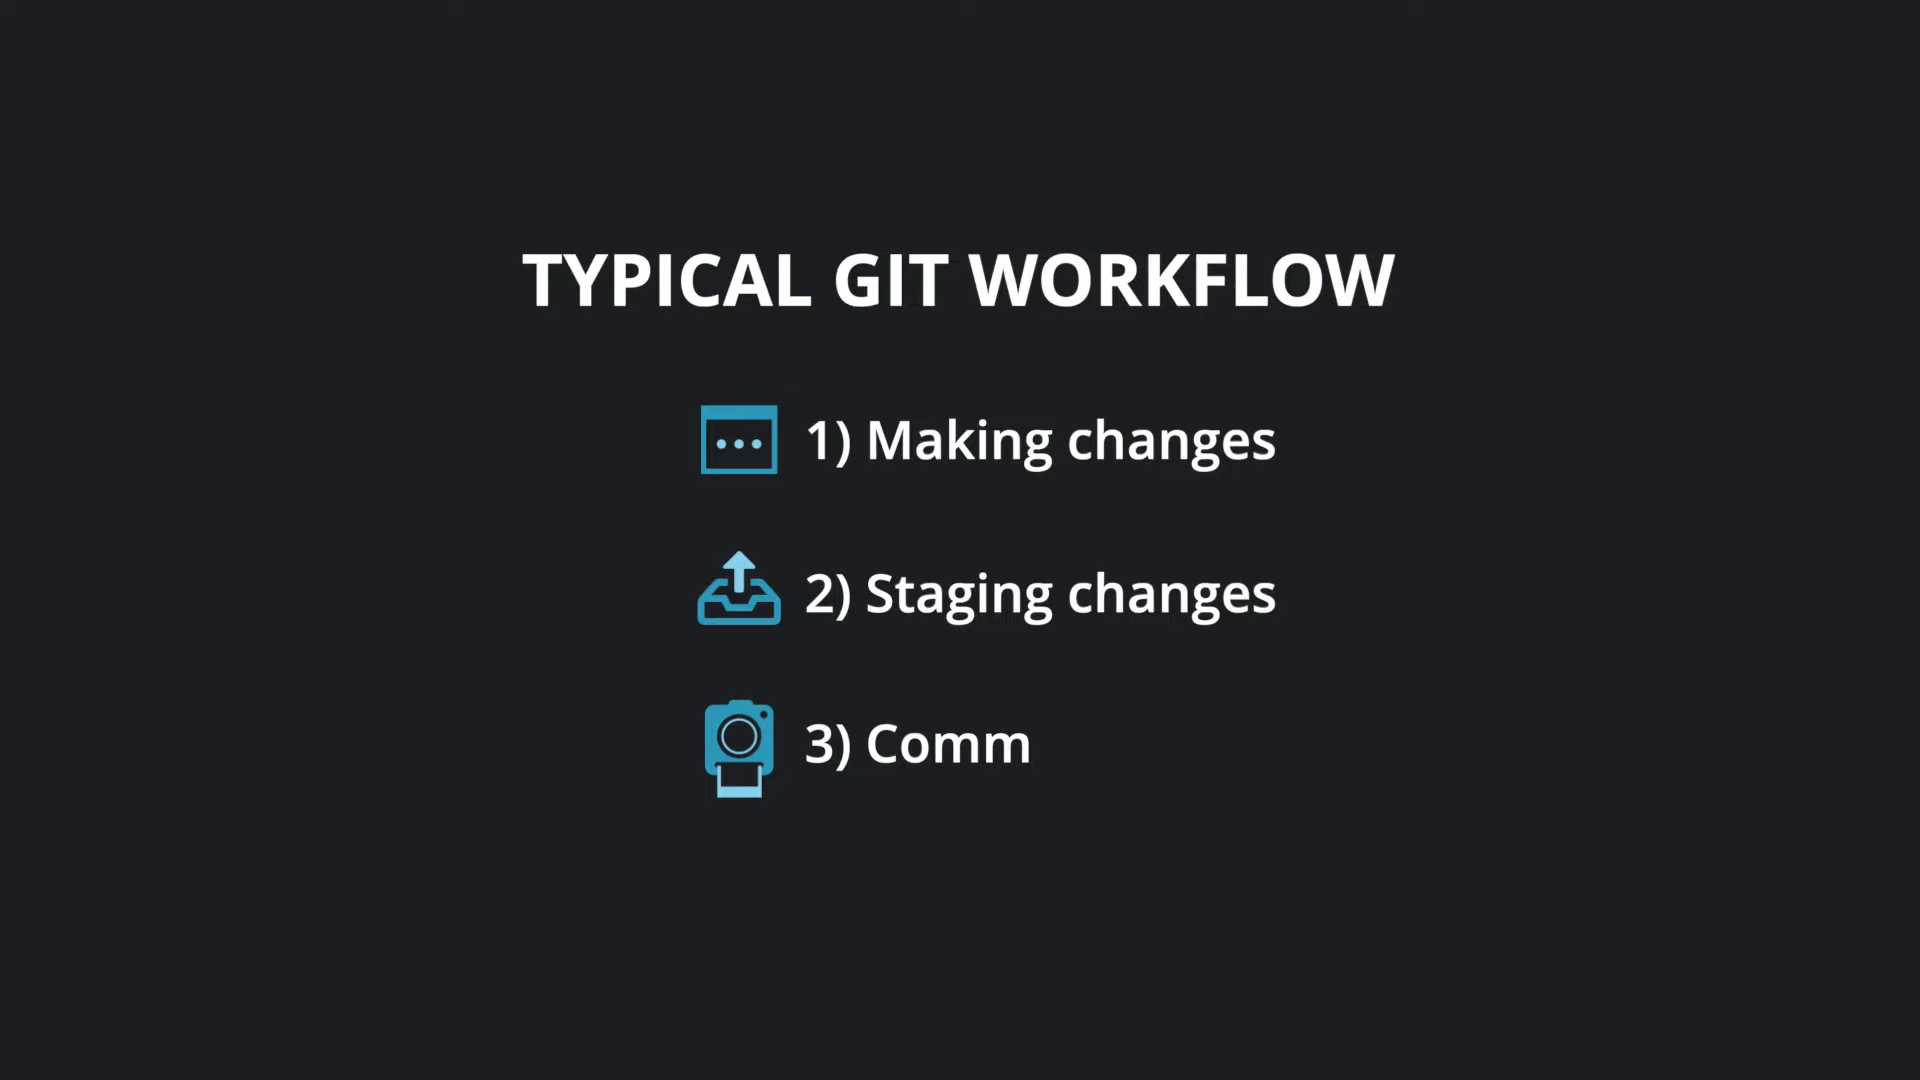 TYPICAL GIT WORKFLOW
1) Making changes
2) Staging changes
3) Comm